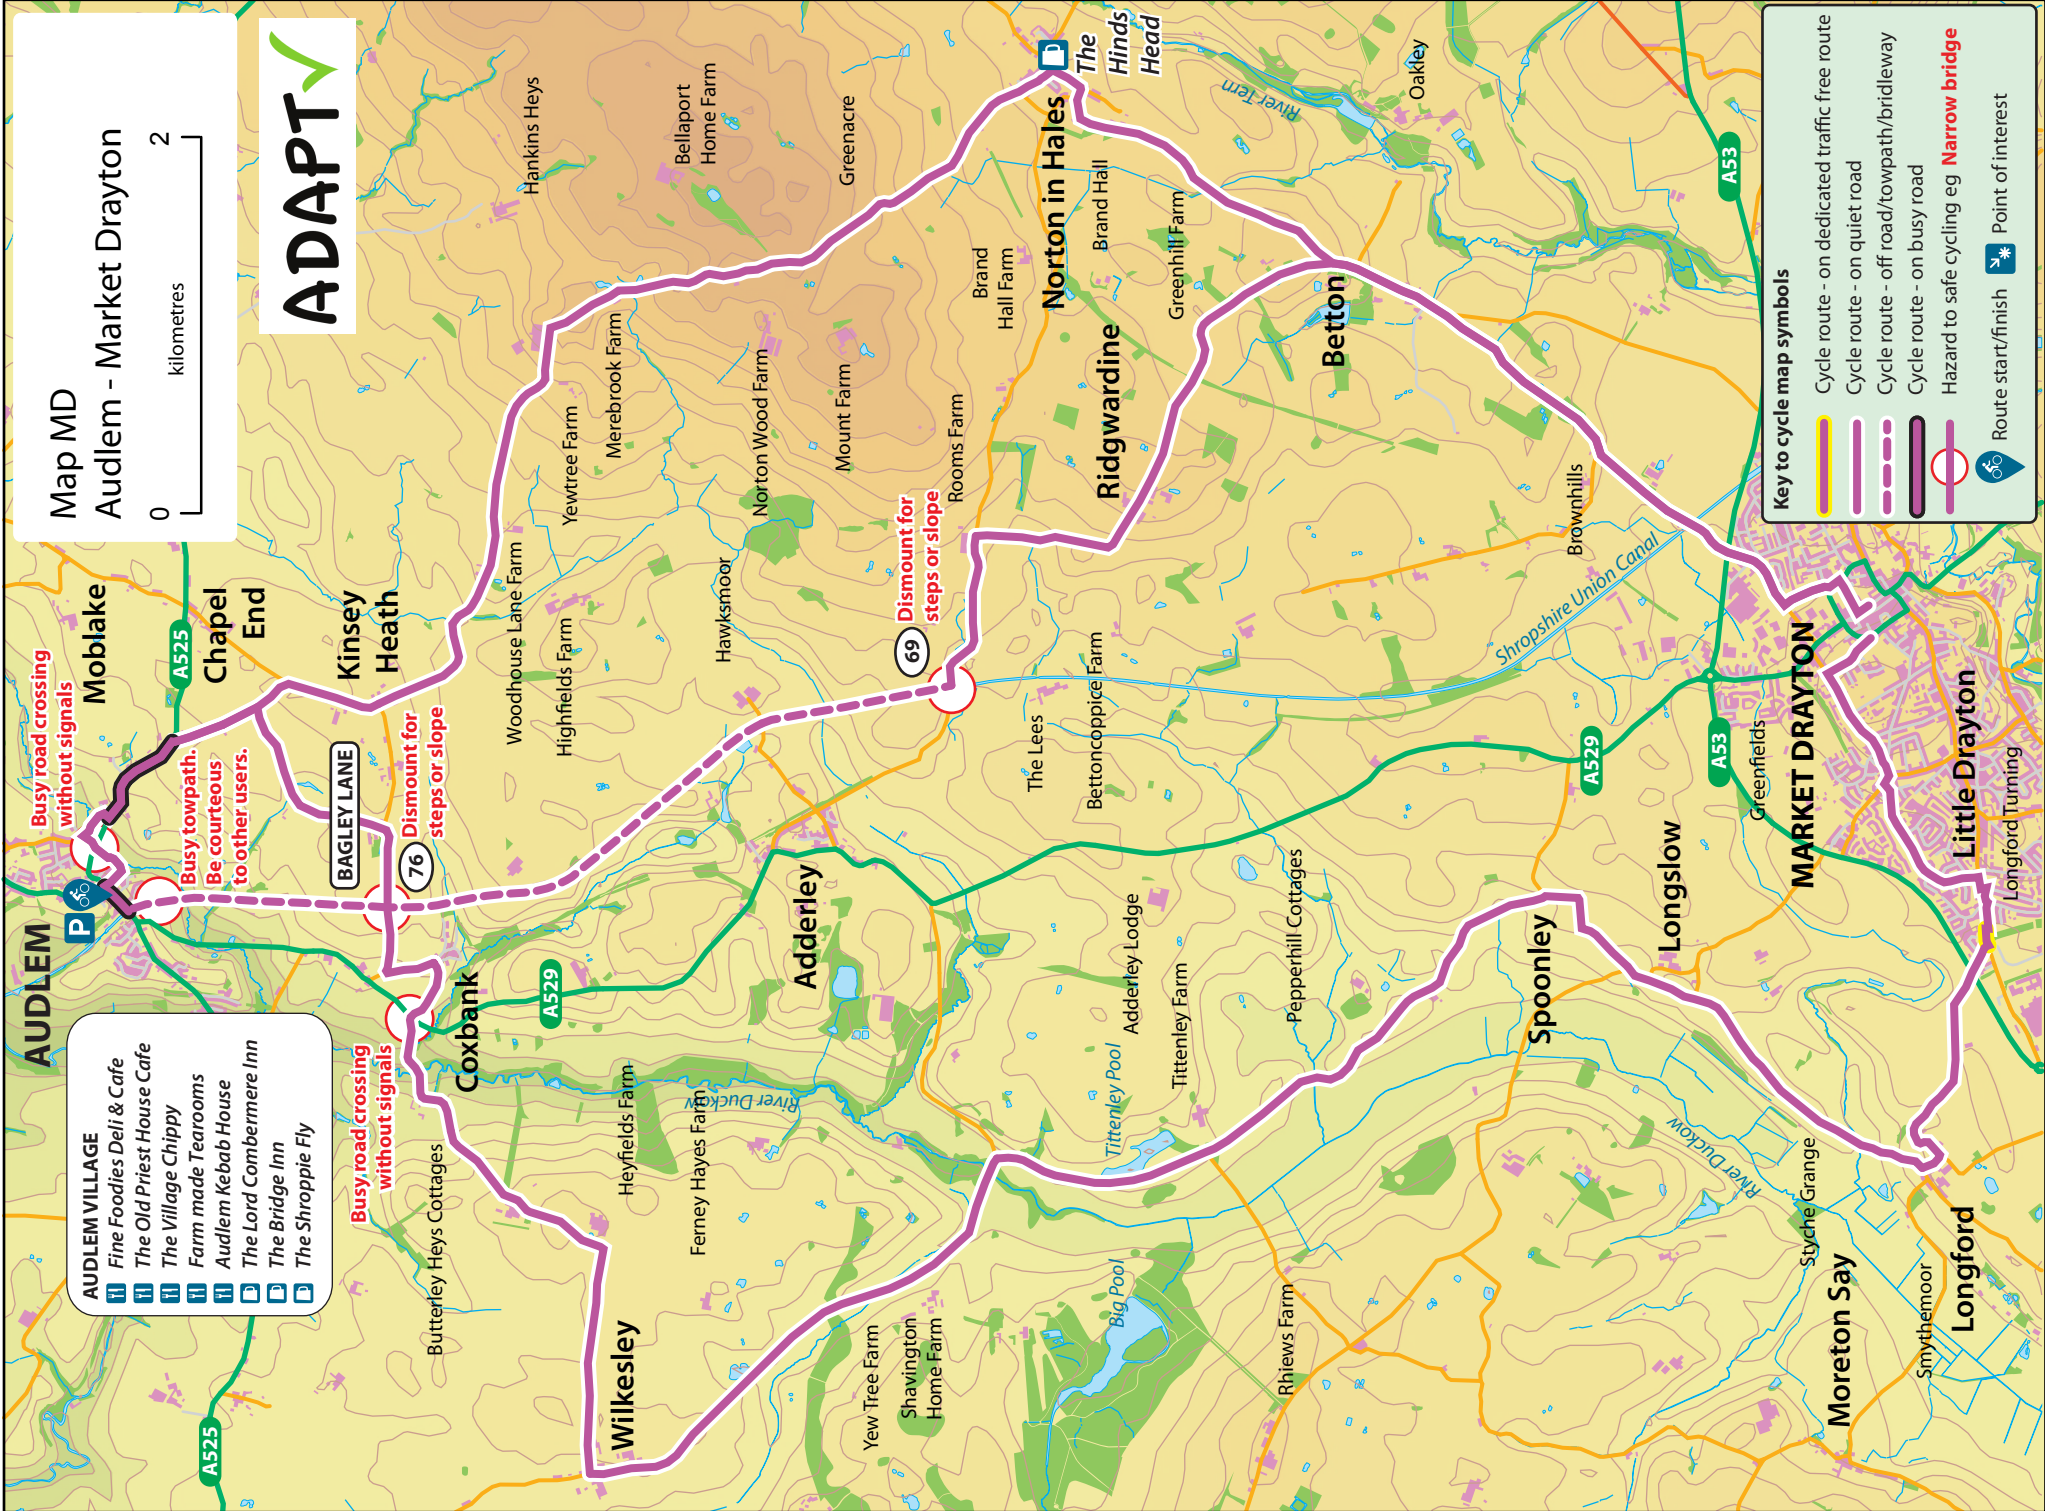 Map MD
Audlem - Market Drayton
0
2
kilometres
ADAPT
AUDLEM VILLAGE
Fine Foodies Deli & Cafe
The Old Priest House Cafe
The Village Chippy
Farm made Tearooms
Audlem Kebab House
The Lord Combermere Inn
The Bridge Inn
The Shroppie Fly
AUDLEM
P
Busy road crossing
without signals
Moblake
A525
Chapel
End
Kinsey
Heath
Busy towpath.
Be courteous
to other users.
BAGLEY LANE
76
Dismount for
steps or slope
Busy road crossing
without signals
Coxbank
A525
A529
Butterley Heys Cottages
Wilkesley
Heyfields Farm
Ferney Hayes Farm
River Duckow
Woodhouse Lane Farm
Highfields Farm
Yewtree Farm
Merebrook Farm
Hankins Heys
Bellaport
Home Farm
Greenacre
Norton Wood Farm
Mount Farm
Hawksmoor
Rooms Farm
69
Dismount for
steps or slope
Adderley
Yew Tree Farm
Shavington
Home Farm
Big Pool
Tittenley Pool
Adderley Lodge
Tittenley Farm
The Lees
Bettoncoppice Farm
Pepperhill Cottages
Brand
Hall Farm
Norton in Hales
Brand Hall
The
Hinds
Head
Ridgwardine
Greenhill Farm
River Tern
Oakley
Betton
Rhiews Farm
Spoonley
Longslow
A529
Shropshire Union Canal
Brownhills
A53
A53
Greenfields
MARKET DRAYTON
Little Drayton
Longford Turning
River Duckow
Styche Grange
Moreton Say
Smythemoor
Longford
Key to cycle map symbols
Cycle route - on dedicated traffic free route
Cycle route - on quiet road
Cycle route - off road/towpath/bridleway
Cycle route - on busy road
Hazard to safe cycling eg Narrow bridge
Route start/finish
Point of interest